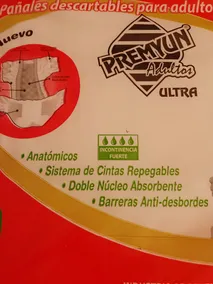 Pañales descartables para adulto
Nuevo
PREMYUN
Adultos
ULTRA
INCONTINENCIA
FUERTE
• Anatómicos
• Sistema de Cintas Repegables
• Doble Núcleo Absorbente
• Barreras Anti-desbordes